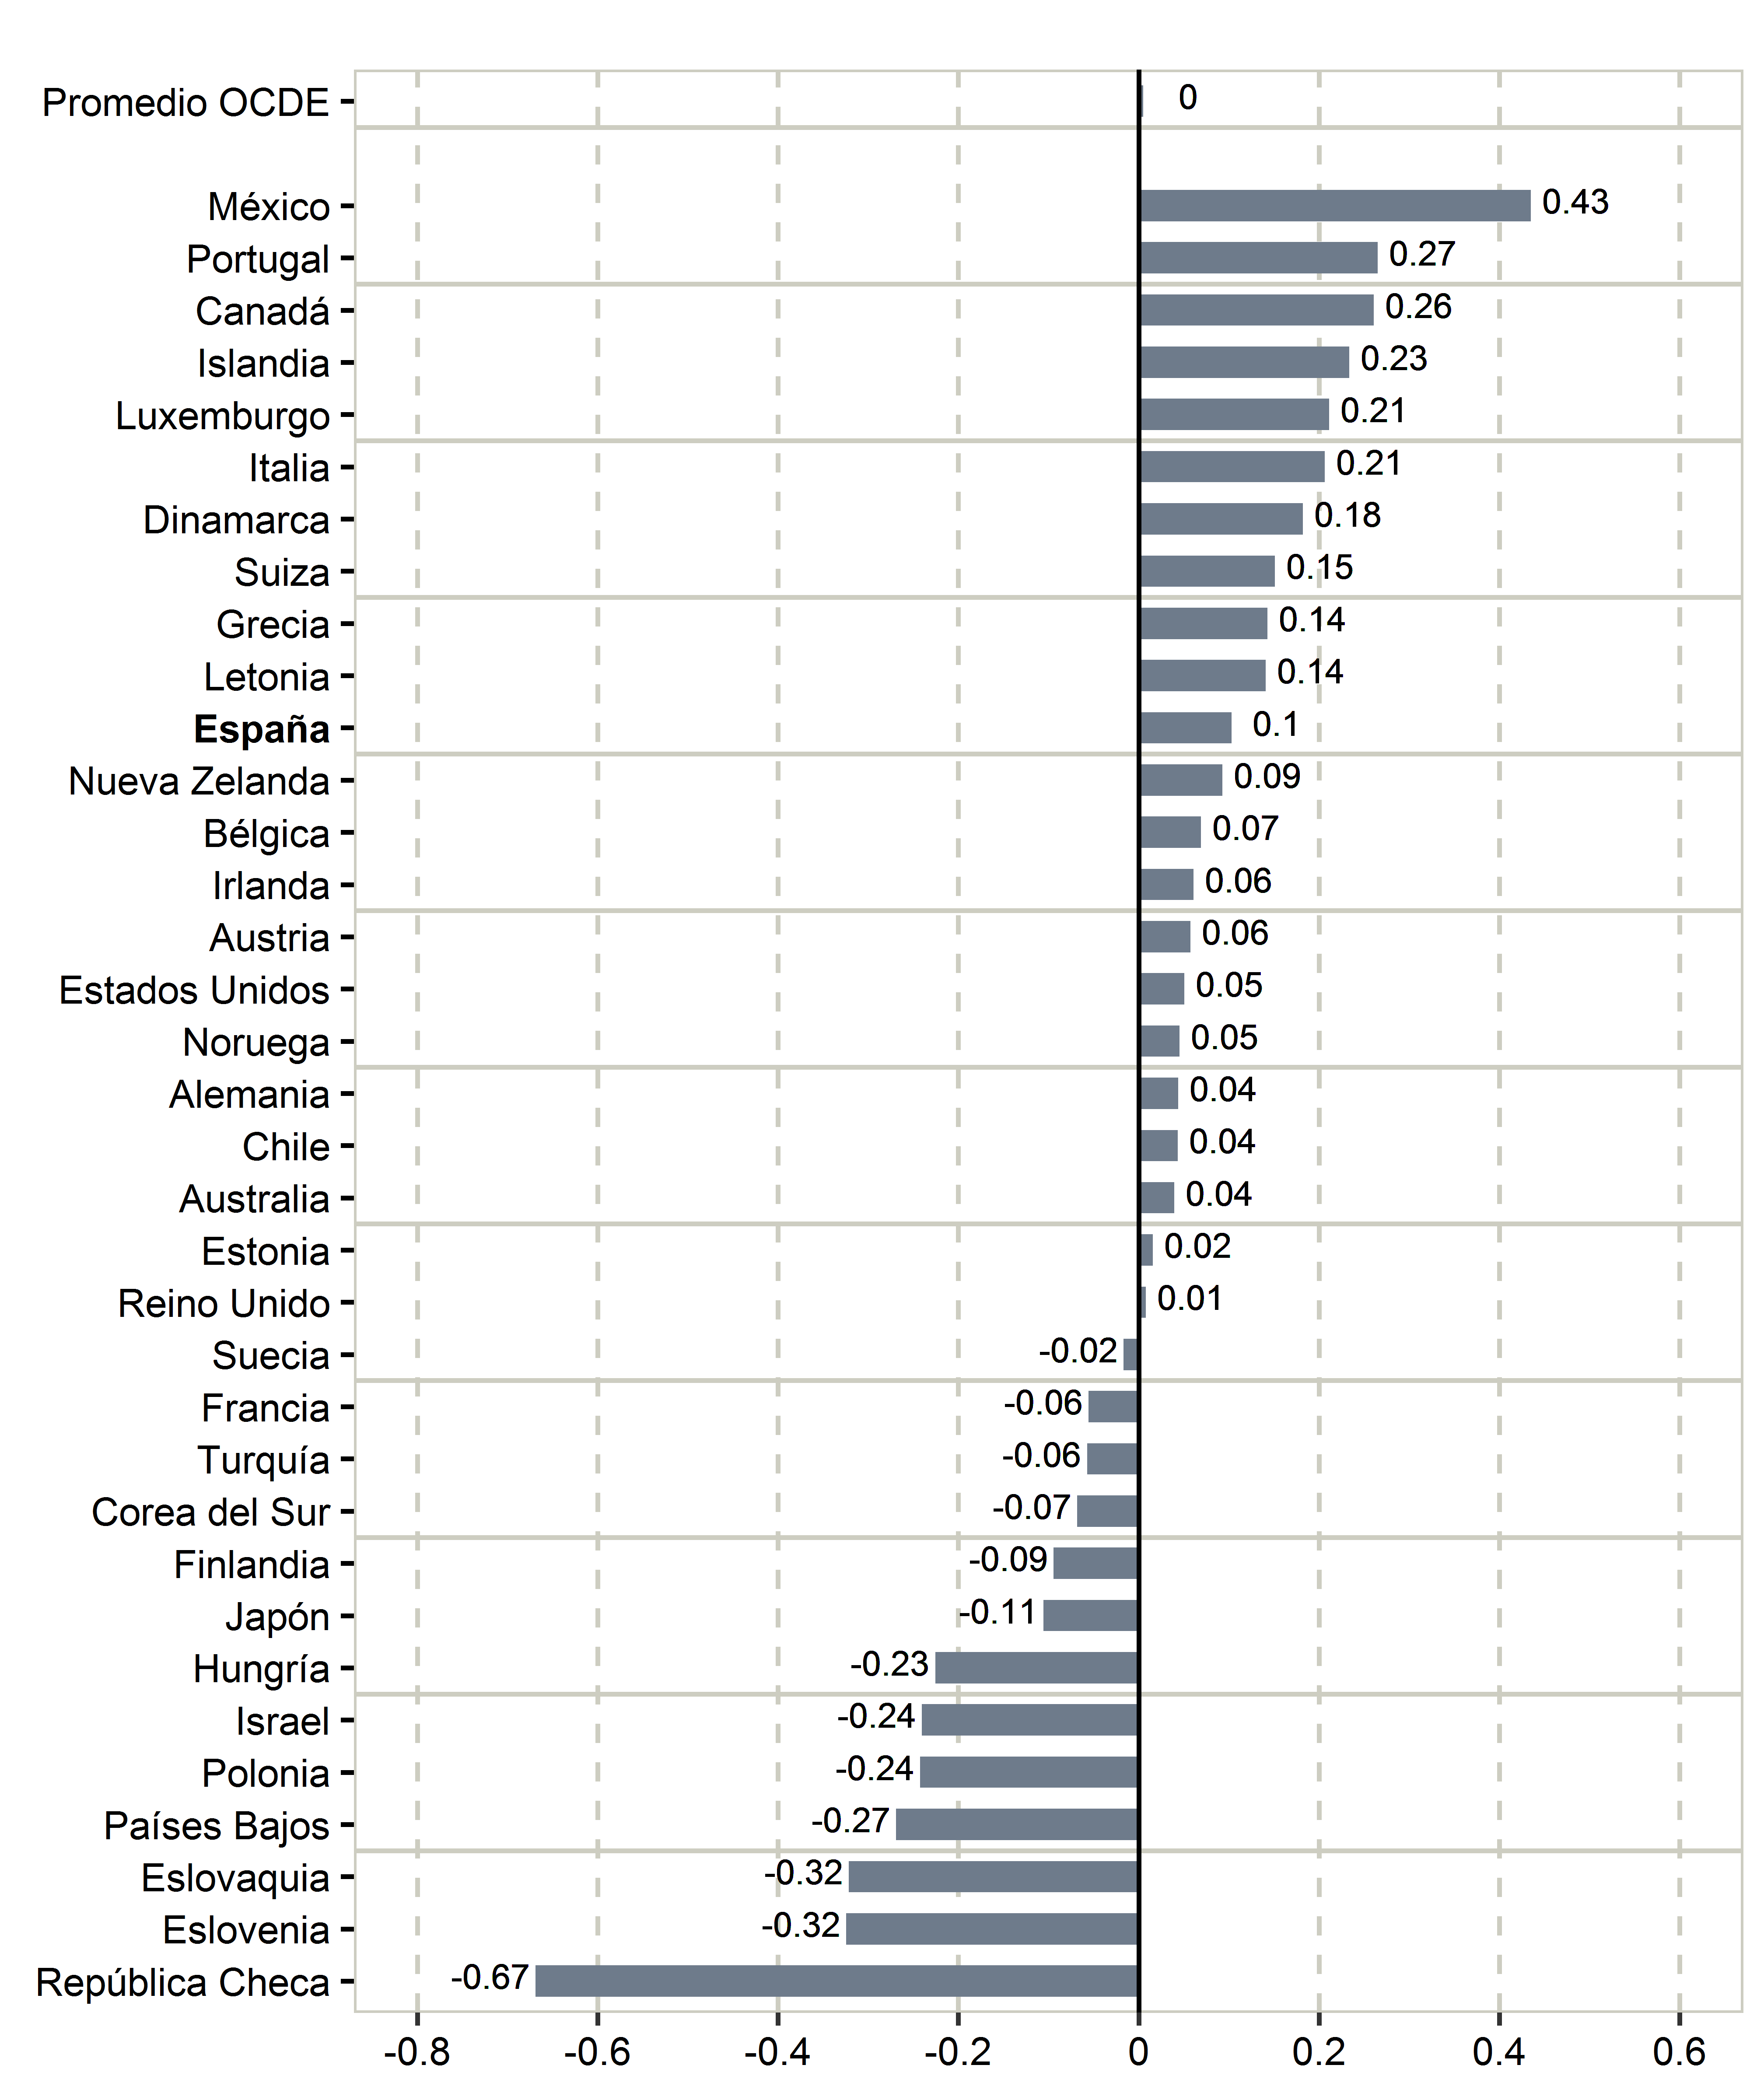 Promedio OCDE 0
México 0.43
Portugal 0.27
Canadá 0.26
Islandia 0.23
Luxemburgo 0.21
Italia 0.21
Dinamarca 0.18
Suiza 0.15
Grecia 0.14
Letonia 0.14
España 0.1
Nueva Zelanda 0.09
Bélgica 0.07
Irlanda 0.06
Austria 0.06
Estados Unidos 0.05
Noruega 0.05
Alemania 0.04
Chile 0.04
Australia 0.04
Estonia 0.02
Reino Unido 0.01
Suecia -0.02
Francia -0.06
Turquía -0.06
Corea del Sur -0.07
Finlandia -0.09
Japón -0.11
Hungría -0.23
Israel -0.24
Polonia -0.24
Países Bajos -0.27
Eslovaquia -0.32
Eslovenia -0.32
República Checa -0.67
-0.8 -0.6 -0.4 -0.2 0 0.2 0.4 0.6